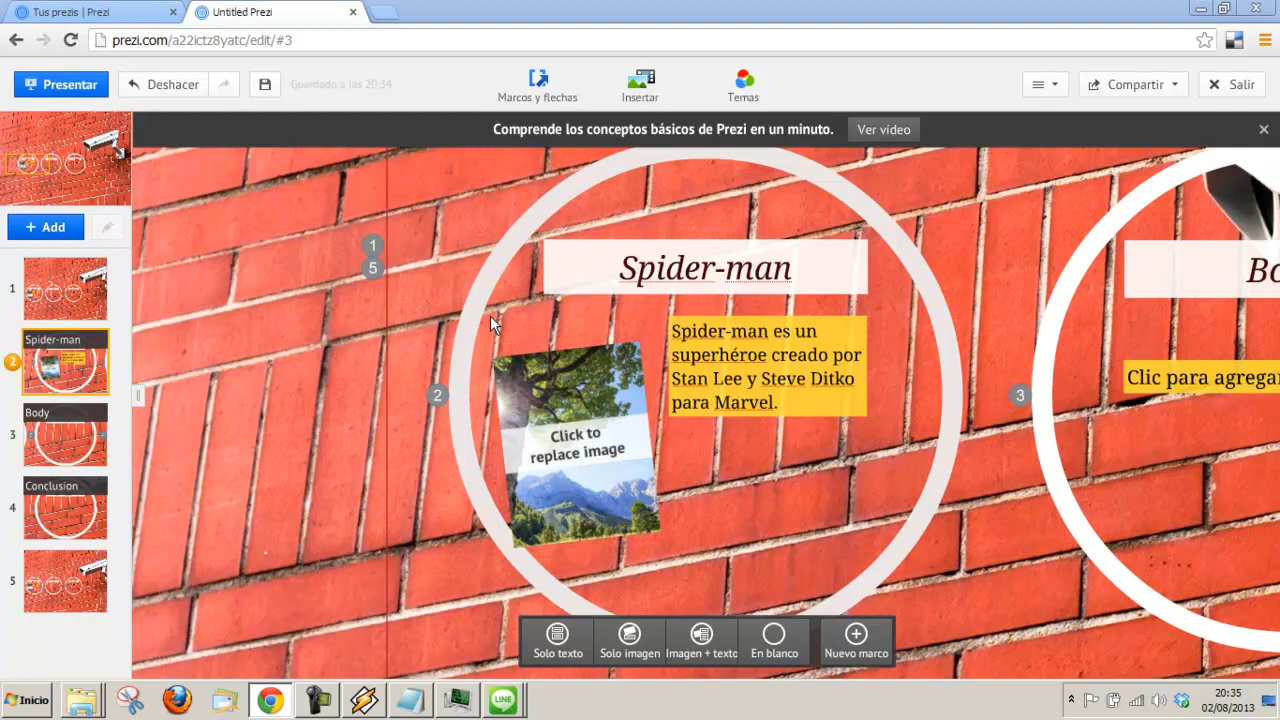 Tus prezis | Prezi
Untitled Prezi
prezi.com/a22ictz8yatc/edit/#3
Presentar
Deshacer
Guardado a las 20:34
Marcos y flechas
Insertar
Temas
Compartir
Salir
Comprende los conceptos básicos de Prezi en un minuto.
Ver vídeo
+ Add
1
Spider-man
2
Body
3
Conclusion
4
5
1
5
2
Spider-man
Spider-man es un
superhéroe creado por
Stan Lee y Steve Ditko
para Marvel.
Click to
replace image
3
Bo
Clic para agregar
Solo texto
Solo imagen
Imagen + texto
En blanco
Nuevo marco
Inicio
LINE
20:35
02/08/2013